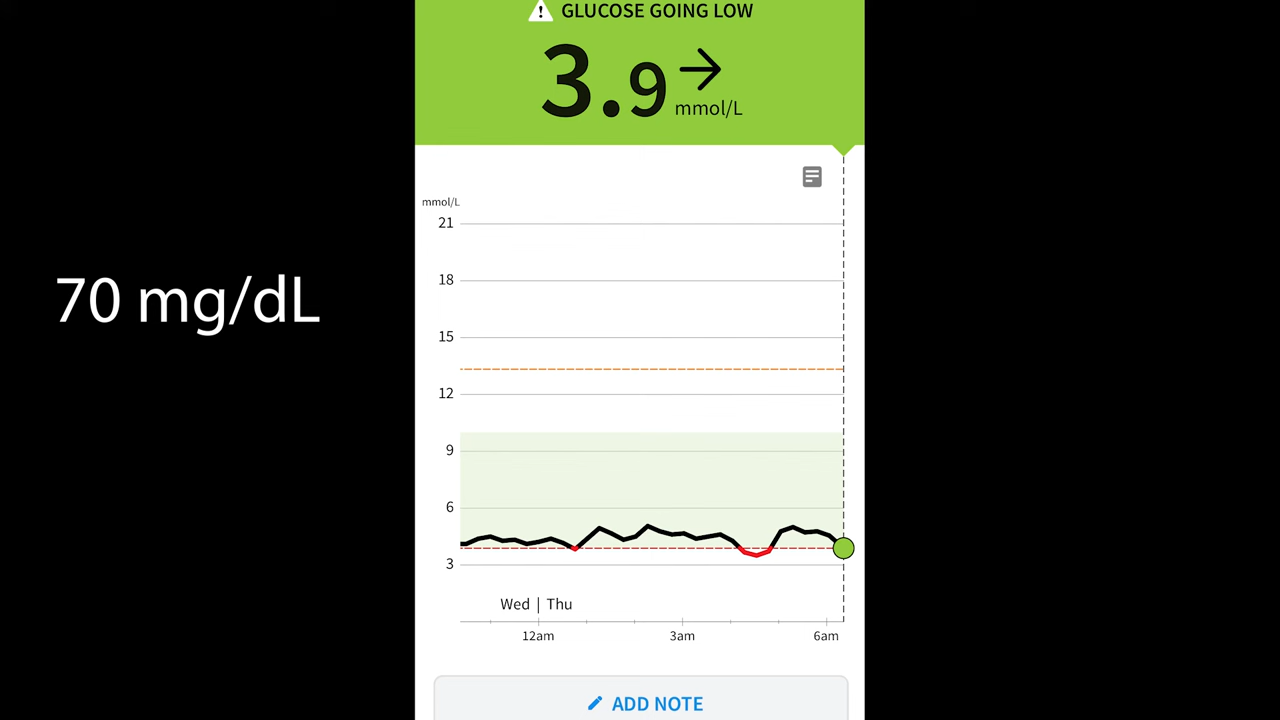 GLUCOSE GOING LOW
3.9
mmol/L
70 mg/dL
mmol/L
21
18
15
12
9
6
3
Wed | Thu
12am 3am 6am
ADD NOTE